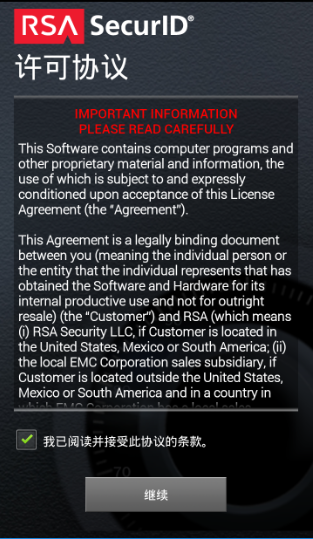 RSA SecurID®
许可协议
IMPORTANT INFORMATION
PLEASE READ CAREFULLY
This Software contains computer programs and
other proprietary material and information, the
use of which is subject to and expressly
conditioned upon acceptance of this License
Agreement (the "Agreement").
This Agreement is a legally binding document
between you (meaning the individual person or
the entity that the individual represents that has
obtained the Software and Hardware for its
internal productive use and not for outright
resale) (the "Customer") and RSA (which means
(i) RSA Security LLC, if Customer is located in
the United States, Mexico or South America; (ii)
the local EMC Corporation sales subsidiary, if
Customer is located outside the United States,
Mexico or South America and in a country in
which EMC Corporation has a local sales
我已阅读并接受此协议的条款。
70
继续